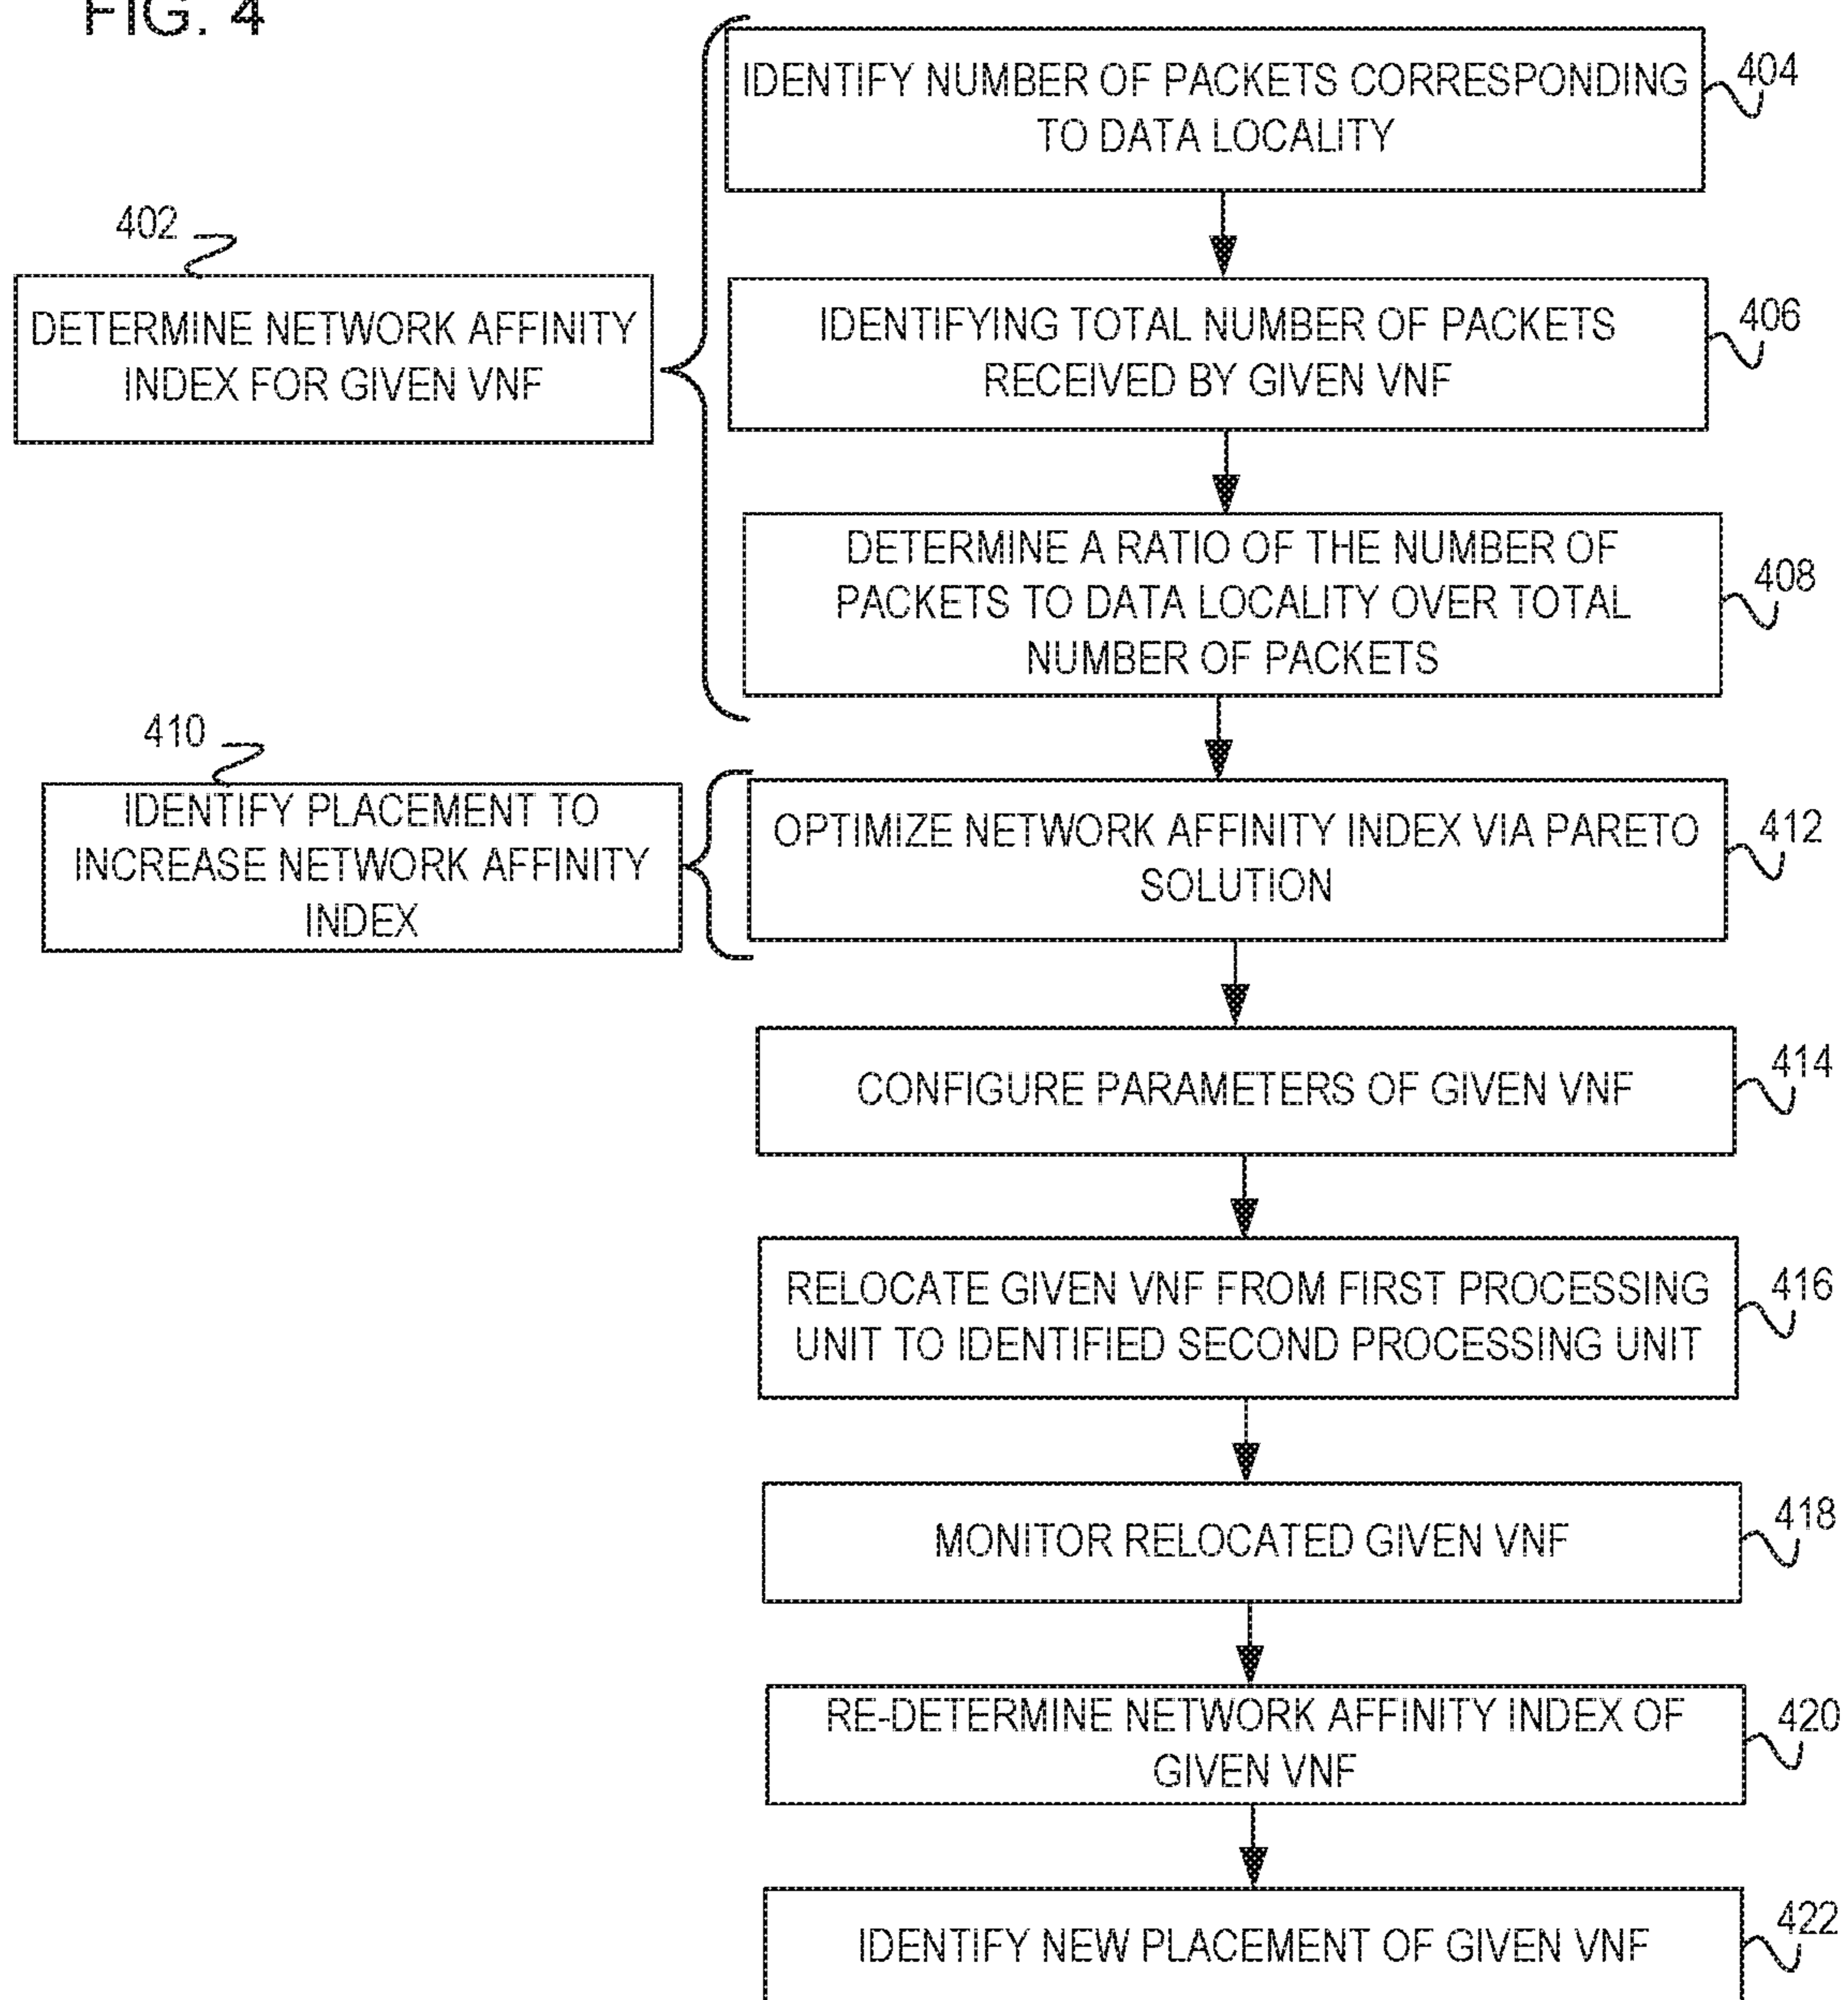 FIG. 4
IDENTIFY NUMBER OF PACKETS CORRESPONDING
TO DATA LOCALITY
404
402
DETERMINE NETWORK AFFINITY
INDEX FOR GIVEN VNF
IDENTIFYING TOTAL NUMBER OF PACKETS
RECEIVED BY GIVEN VNF
406
DETERMINE A RATIO OF THE NUMBER OF
PACKETS TO DATA LOCALITY OVER TOTAL
NUMBER OF PACKETS
408
410
IDENTIFY PLACEMENT TO
INCREASE NETWORK AFFINITY
INDEX
OPTIMIZE NETWORK AFFINITY INDEX VIA PARETO
SOLUTION
412
CONFIGURE PARAMETERS OF GIVEN VNF
414
RELOCATE GIVEN VNF FROM FIRST PROCESSING
UNIT TO IDENTIFIED SECOND PROCESSING UNIT
416
MONITOR RELOCATED GIVEN VNF
418
RE-DETERMINE NETWORK AFFINITY INDEX OF
GIVEN VNF
420
IDENTIFY NEW PLACEMENT OF GIVEN VNF
422